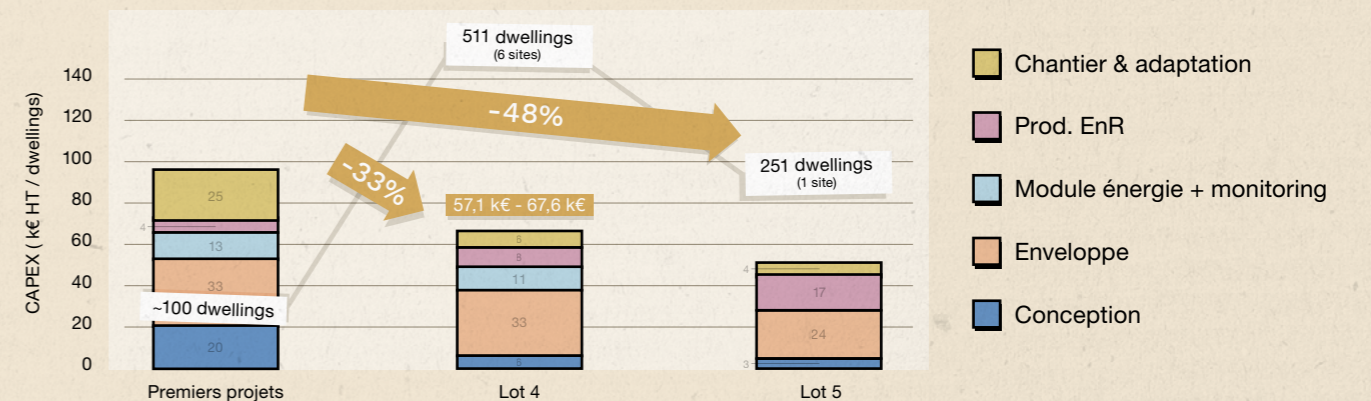 CAPEX ( k€ HT / dwellings)
140
120
100
80
60
40
20
0
511 dwellings
(6 sites)
-48%
-33%
251 dwellings
(1 site)
57,1 k€ - 67,6 k€
25
4
13
33
~100 dwellings
20
5
8
11
33
5
4
17
24
3
Premiers projets
Lot 4
Lot 5
Chantier & adaptation
Prod. EnR
Module énergie + monitoring
Enveloppe
Conception